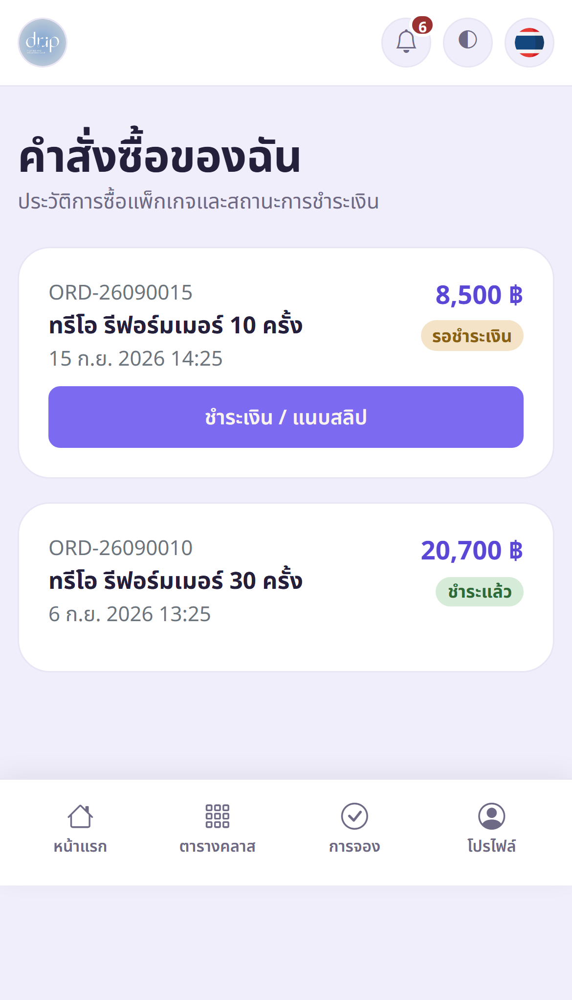 drip
6
คำสั่งซื้อของฉัน
ประวัติการซื้อแพ็กเกจและสถานะการชำระเงิน
ORD-26090015
8,500 ฿
ทรีโอ รีฟอร์มเมอร์ 10 ครั้ง
รอชำระเงิน
15 ก.ย. 2026 14:25
ชำระเงิน / แนบสลิป
ORD-26090010
20,700 ฿
ทรีโอ รีฟอร์มเมอร์ 30 ครั้ง
ชำระแล้ว
6 ก.ย. 2026 13:25
หน้าแรก
ตารางคลาส
การจอง
โปรไฟล์